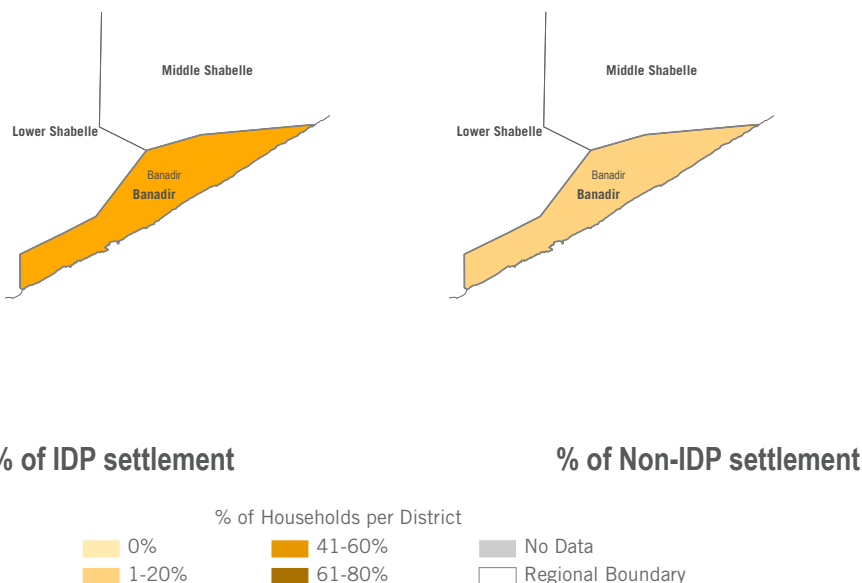 Middle Shabelle
Lower Shabelle
Banadir
Banadir
Middle Shabelle
Lower Shabelle
Banadir
Banadir
% of IDP settlement
% of Non-IDP settlement
% of Households per District
0%
41-60%
No Data
1-20%
61-80%
Regional Boundary